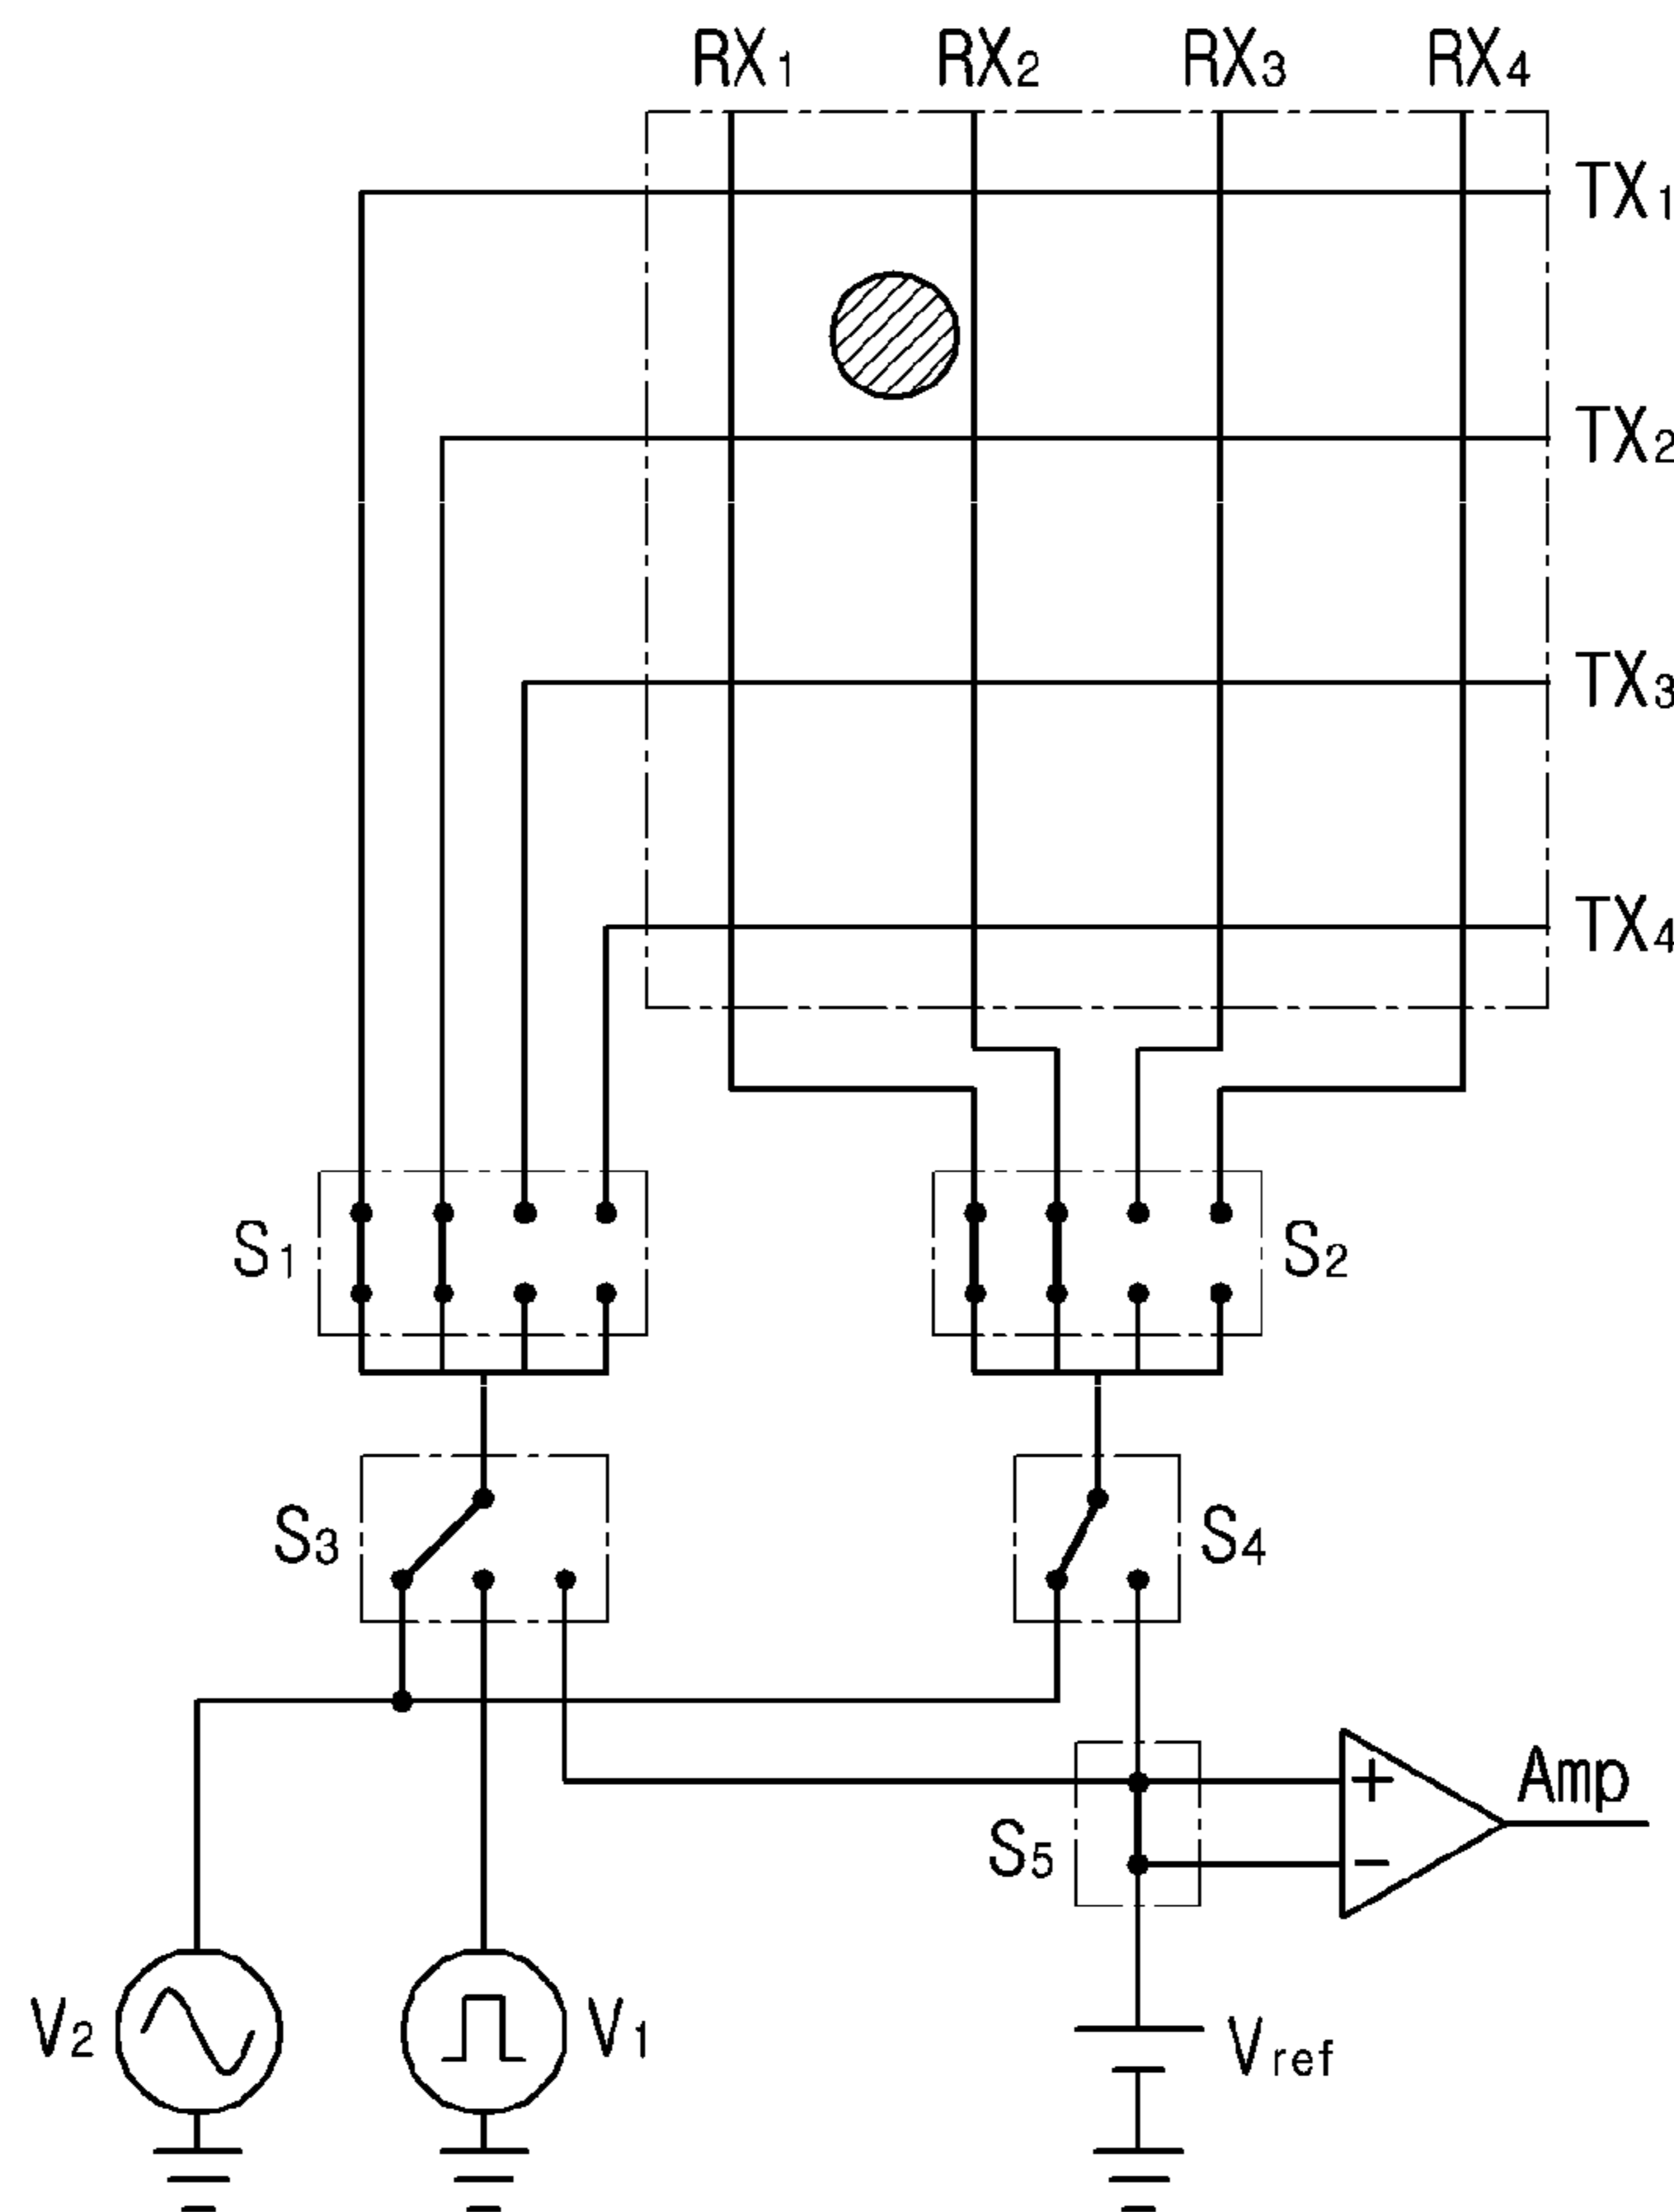 RX1 RX2 RX3 RX4
TX1
TX2
TX3
TX4
S1 S2
S3 S4
+ Amp
S5 −
V2 V1 Vref